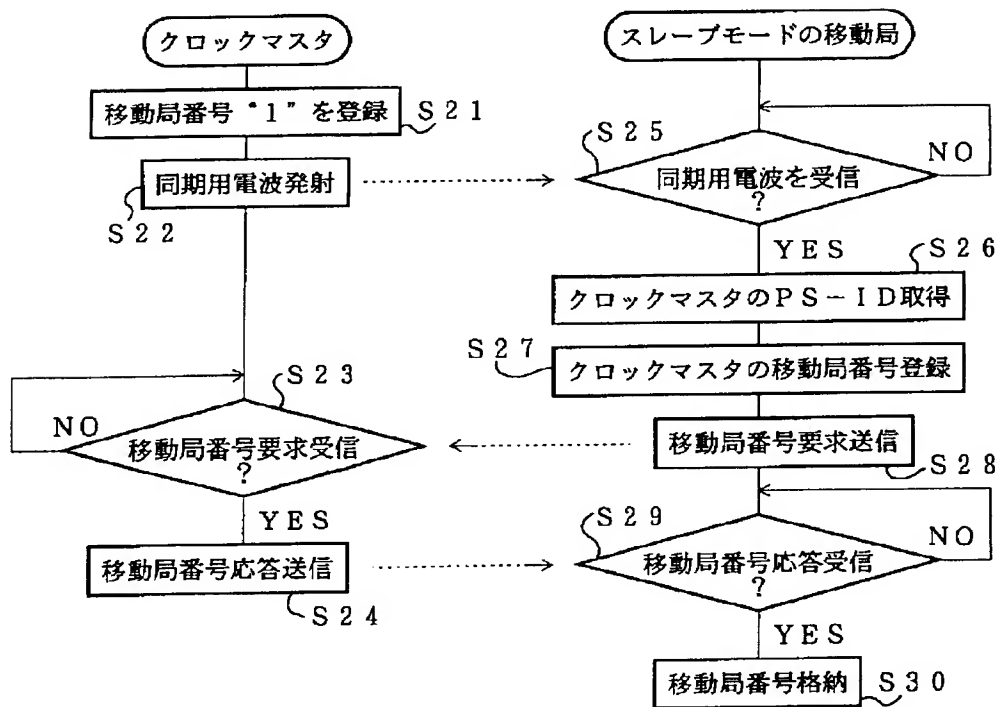 クロックマスタ
移動局番号“1”を登録
S21
同期用電波発射
S22
S23
NO
移動局番号要求受信
?
YES
移動局番号応答送信
S24
スレーブモードの移動局
S25
NO
同期用電波を受信
?
YES
S26
クロックマスタのPS-ID取得
S27
クロックマスタの移動局番号登録
移動局番号要求送信
S28
S29
NO
移動局番号応答受信
?
YES
移動局番号格納
S30